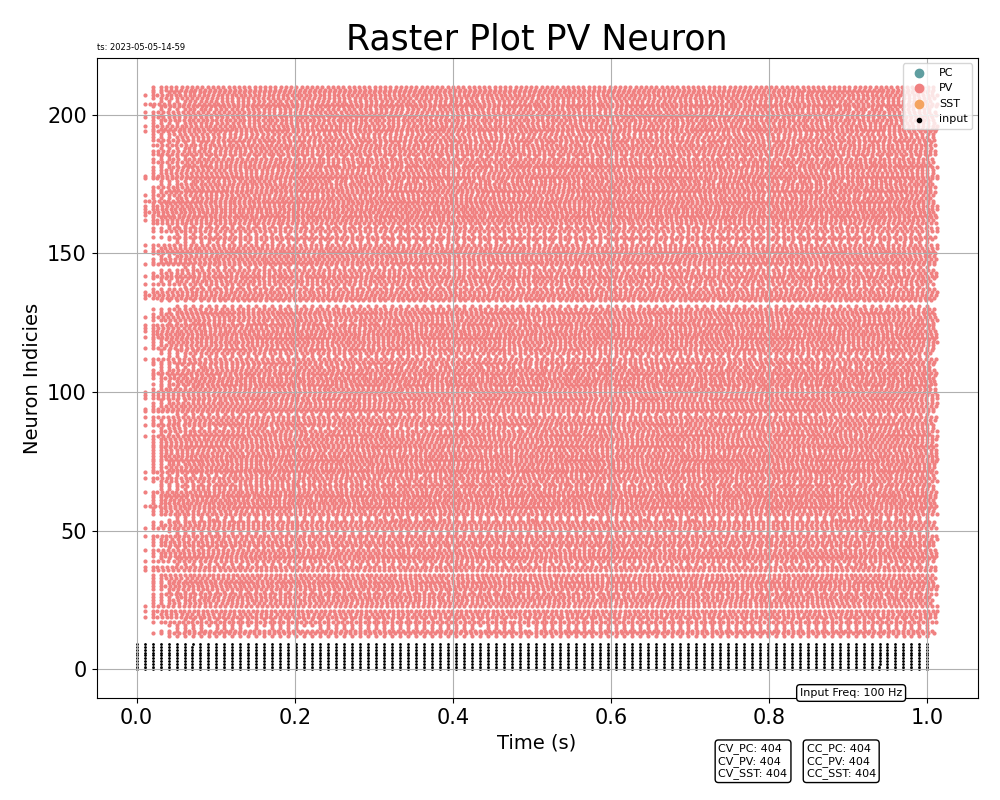 Raster Plot PV Neuron
ts: 2023-05-05-14-59
PC
PV
SST
input
200
150
100
50
0
Neuron Indicies
0.0 0.2 0.4 0.6 0.8 1.0
Time (s)
Input Freq: 100 Hz
CV_PC: 404
CV_PV: 404
CV_SST: 404
CC_PC: 404
CC_PV: 404
CC_SST: 404